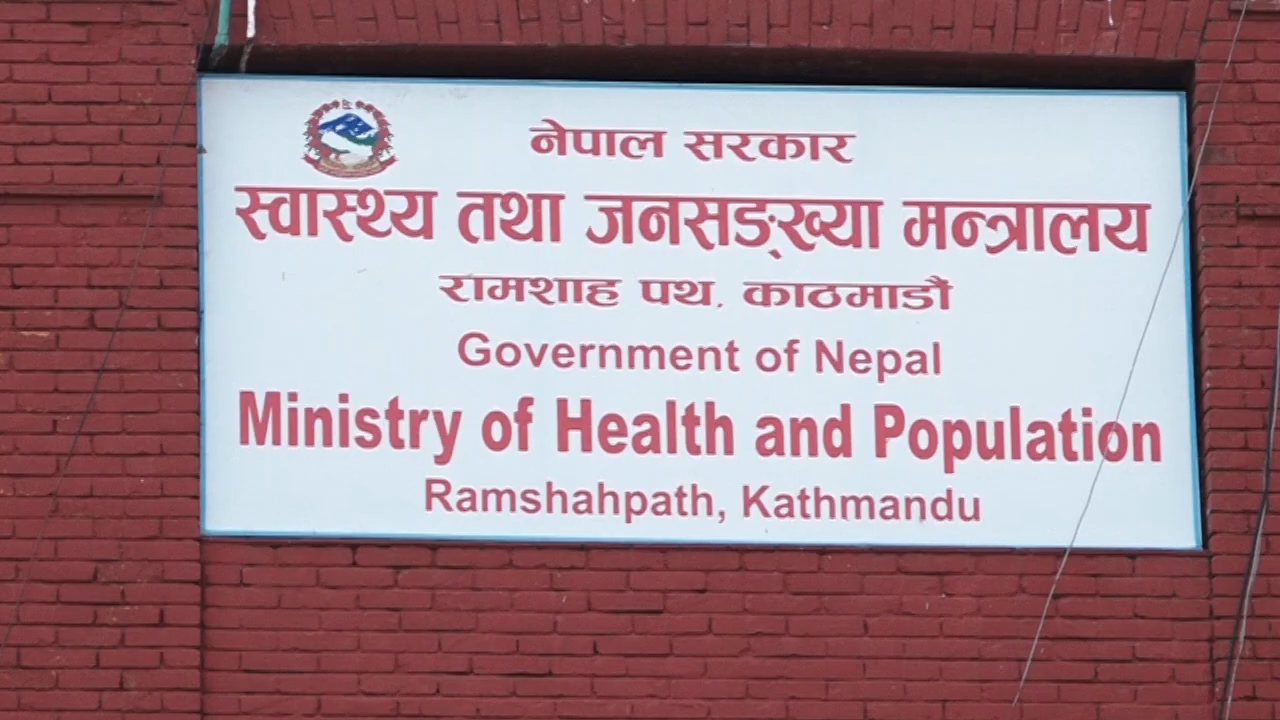 नेपाल सरकार
स्वास्थ्य तथा जनसङ्ख्या मन्त्रालय
रामशाह पथ, काठमाडौं
Government of Nepal
Ministry of Health and Population
Ramshahpath, Kathmandu